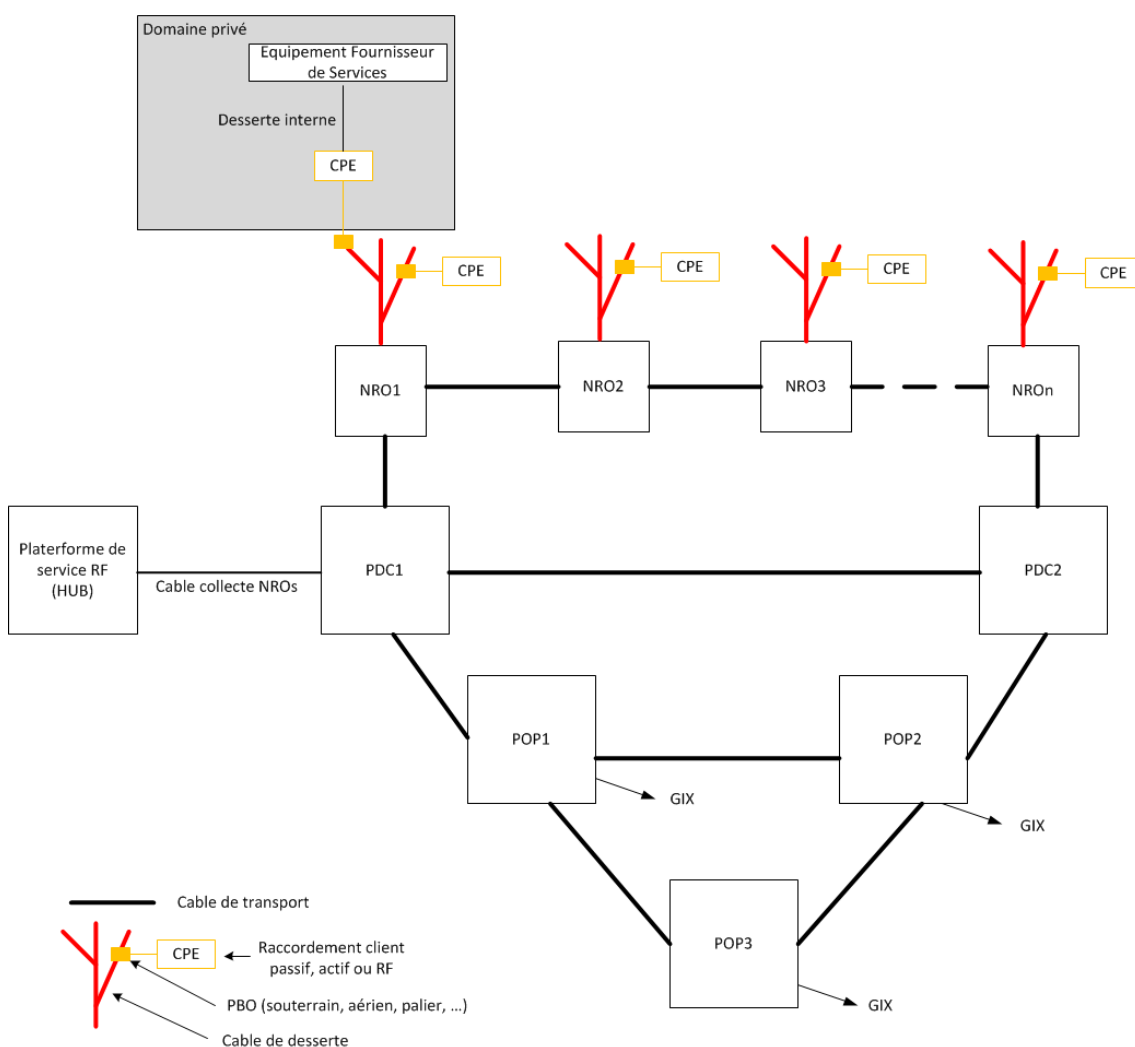 Domaine privé
Equipement Fournisseur
de Services
Desserte interne
CPE
CPE
CPE
CPE
CPE
NRO1
NRO2
NRO3
NROn
Platerforme de
service RF
(HUB)
Cable collecte NROs
PDC1
PDC2
POP1
POP2
GIX
GIX
POP3
GIX
Cable de transport
CPE
Raccordement client
passif, actif ou RF
PBO (souterrain, aérien, palier, ...)
Cable de desserte